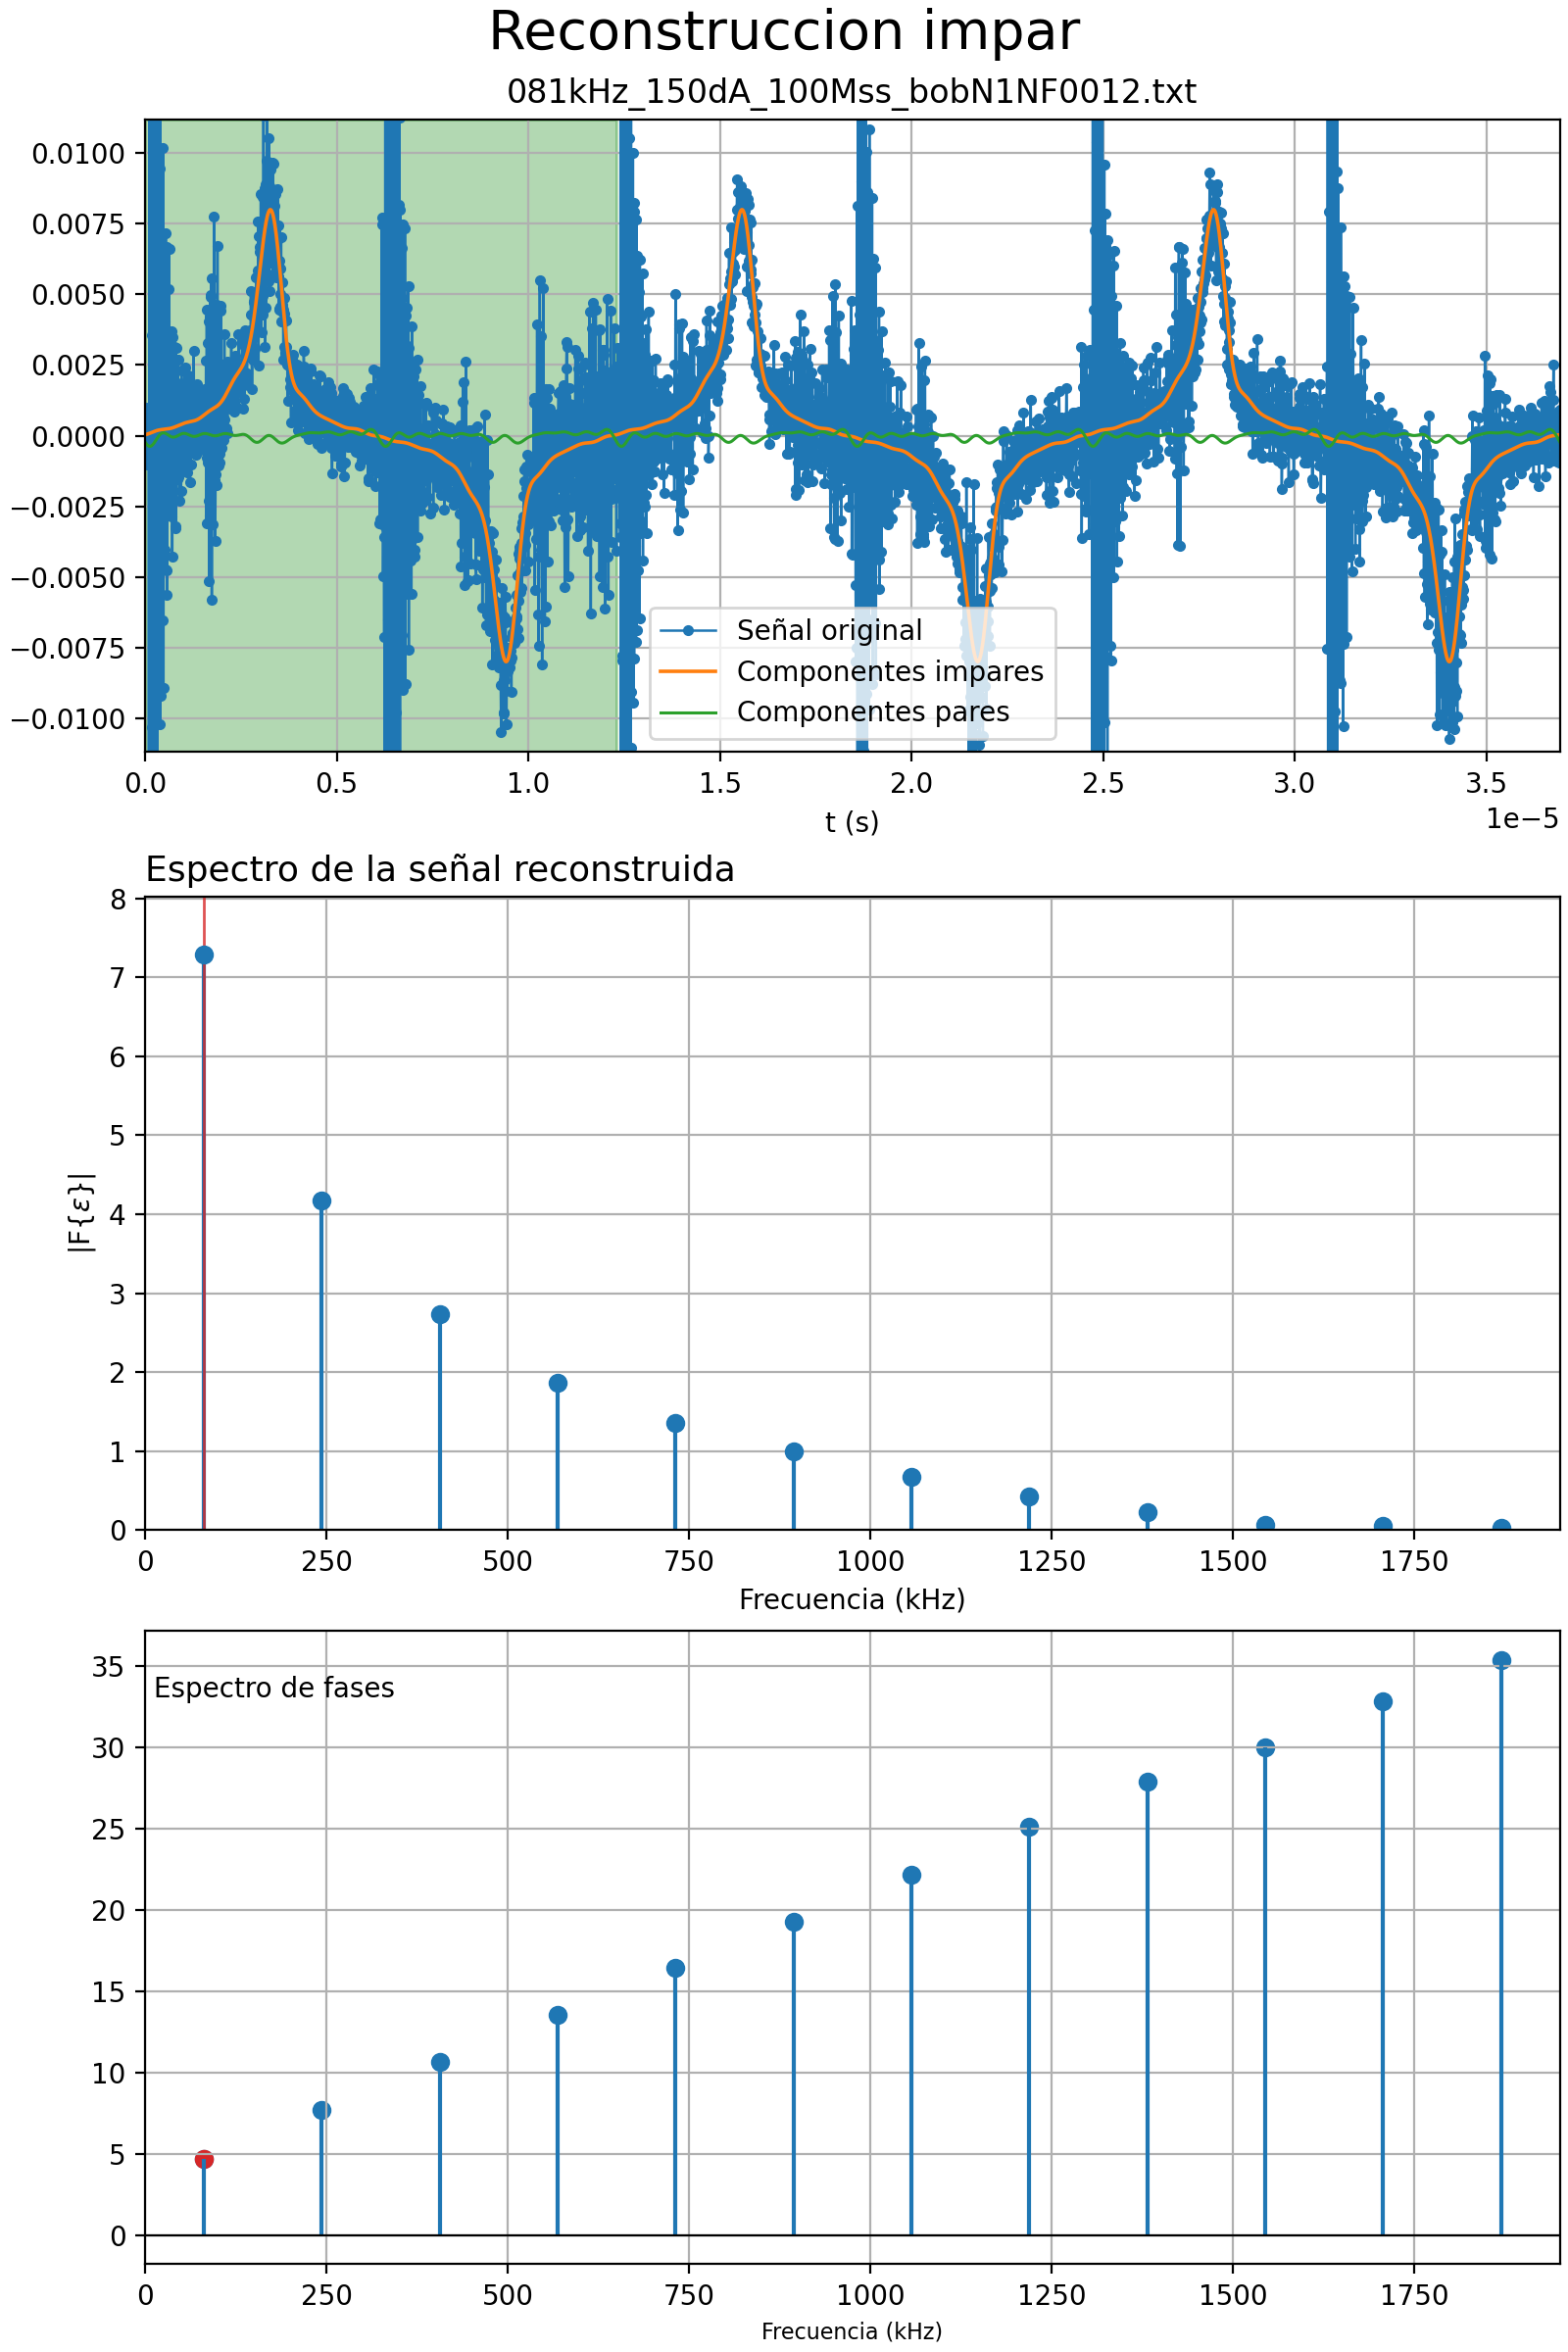 Reconstruccion impar
081kHz_150dA_100Mss_bobN1NF0012.txt
0.0100
0.0075
0.0050
0.0025
0.0000
−0.0025
−0.0050
−0.0075
−0.0100
Señal original
Componentes impares
Componentes pares
0.0 0.5 1.0 1.5 2.0 2.5 3.0 3.5
1e−5
t (s)
Espectro de la señal reconstruida
8
7
6
5
4
3
2
1
0
|F{ε}|
0 250 500 750 1000 1250 1500 1750
Frecuencia (kHz)
35
30
25
20
15
10
5
0
Espectro de fases
0 250 500 750 1000 1250 1500 1750
Frecuencia (kHz)